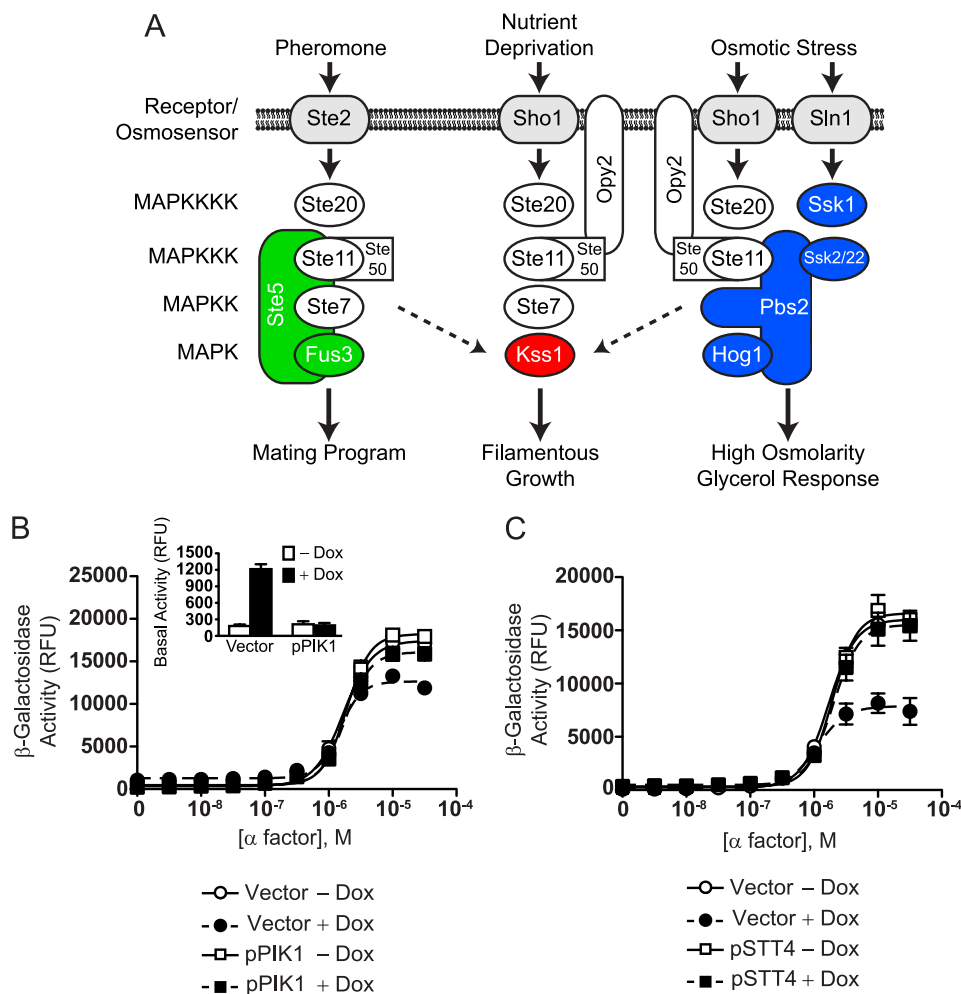 A
Pheromone
Nutrient
Deprivation
Osmotic Stress
Receptor/
Osmosensor
Ste2
Sho1
Opy2
Opy2
Sho1
Sln1
MAPKKKK
Ste20
Ste20
Ste20
Ssk1
MAPKKK
Ste11
Ste
50
Ste11
Ste
50
Ste
50
Ste11
Ssk2/22
MAPKK
Ste5
Ste7
Ste7
Pbs2
MAPK
Fus3
Kss1
Hog1
Mating Program
Filamentous
Growth
High Osmolarity
Glycerol Response
B
β-Galactosidase
Activity (RFU)
25000
20000
15000
10000
5000
0
Basal Activity (RFU)
1500
1200
900
600
300
0
– Dox
+ Dox
Vector
pPIK1
0
10-8
10-7
10-6
10-5
10-4
[α factor], M
Vector – Dox
Vector + Dox
pPIK1 – Dox
pPIK1 + Dox
C
β-Galactosidase
Activity (RFU)
20000
15000
10000
5000
0
0
10-8
10-7
10-6
10-5
10-4
[α factor], M
Vector – Dox
Vector + Dox
pSTT4 – Dox
pSTT4 + Dox